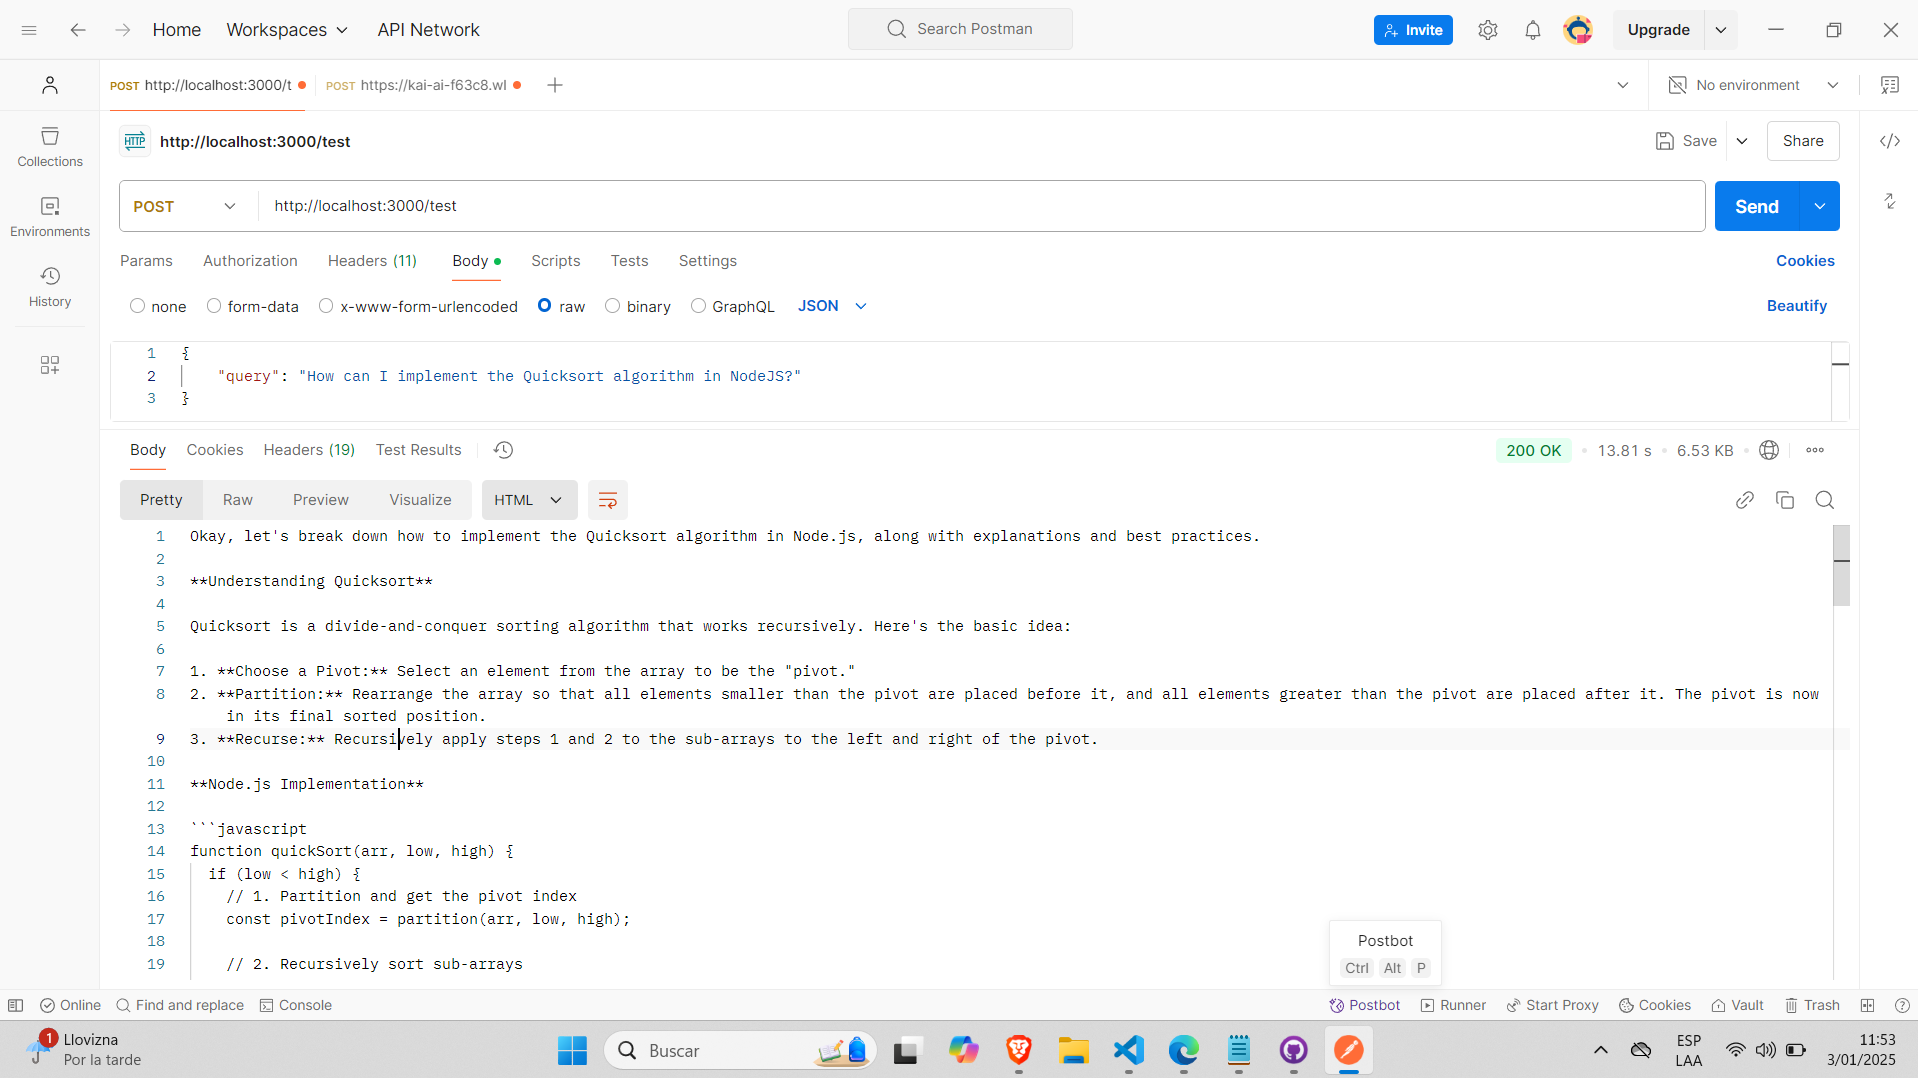 Home Workspaces API Network
Search Postman
Invite
Upgrade
POST http://localhost:3000/t
POST https://kai-ai-f63c8.wl
No environment
Collections
Environments
History
HTTP http://localhost:3000/test
Save
Share
POST http://localhost:3000/test
Send
Params Authorization Headers (11) Body Scripts Tests Settings
Cookies
none form-data x-www-form-urlencoded raw binary GraphQL JSON
Beautify
1 {
2 "query": "How can I implement the Quicksort algorithm in NodeJS?"
3 }
Body Cookies Headers (19) Test Results
200 OK 13.81 s 6.53 KB
Pretty Raw Preview Visualize HTML
1 Okay, let's break down how to implement the Quicksort algorithm in Node.js, along with explanations and best practices.
2
3 **Understanding Quicksort**
4
5 Quicksort is a divide-and-conquer sorting algorithm that works recursively. Here's the basic idea:
6
7 1. **Choose a Pivot:** Select an element from the array to be the "pivot."
8 2. **Partition:** Rearrange the array so that all elements smaller than the pivot are placed before it, and all elements greater than the pivot are placed after it. The pivot is now
in its final sorted position.
9 3. **Recurse:** Recursively apply steps 1 and 2 to the sub-arrays to the left and right of the pivot.
10
11 **Node.js Implementation**
12
13 ```javascript
14 function quickSort(arr, low, high) {
15 if (low < high) {
16 // 1. Partition and get the pivot index
17 const pivotIndex = partition(arr, low, high);
18
19 // 2. Recursively sort sub-arrays
Postbot
Ctrl Alt P
Online Find and replace Console
Postbot Runner Start Proxy Cookies Vault Trash
1
Llovizna
Por la tarde
Buscar
ESP
LAA
11:53
3/01/2025